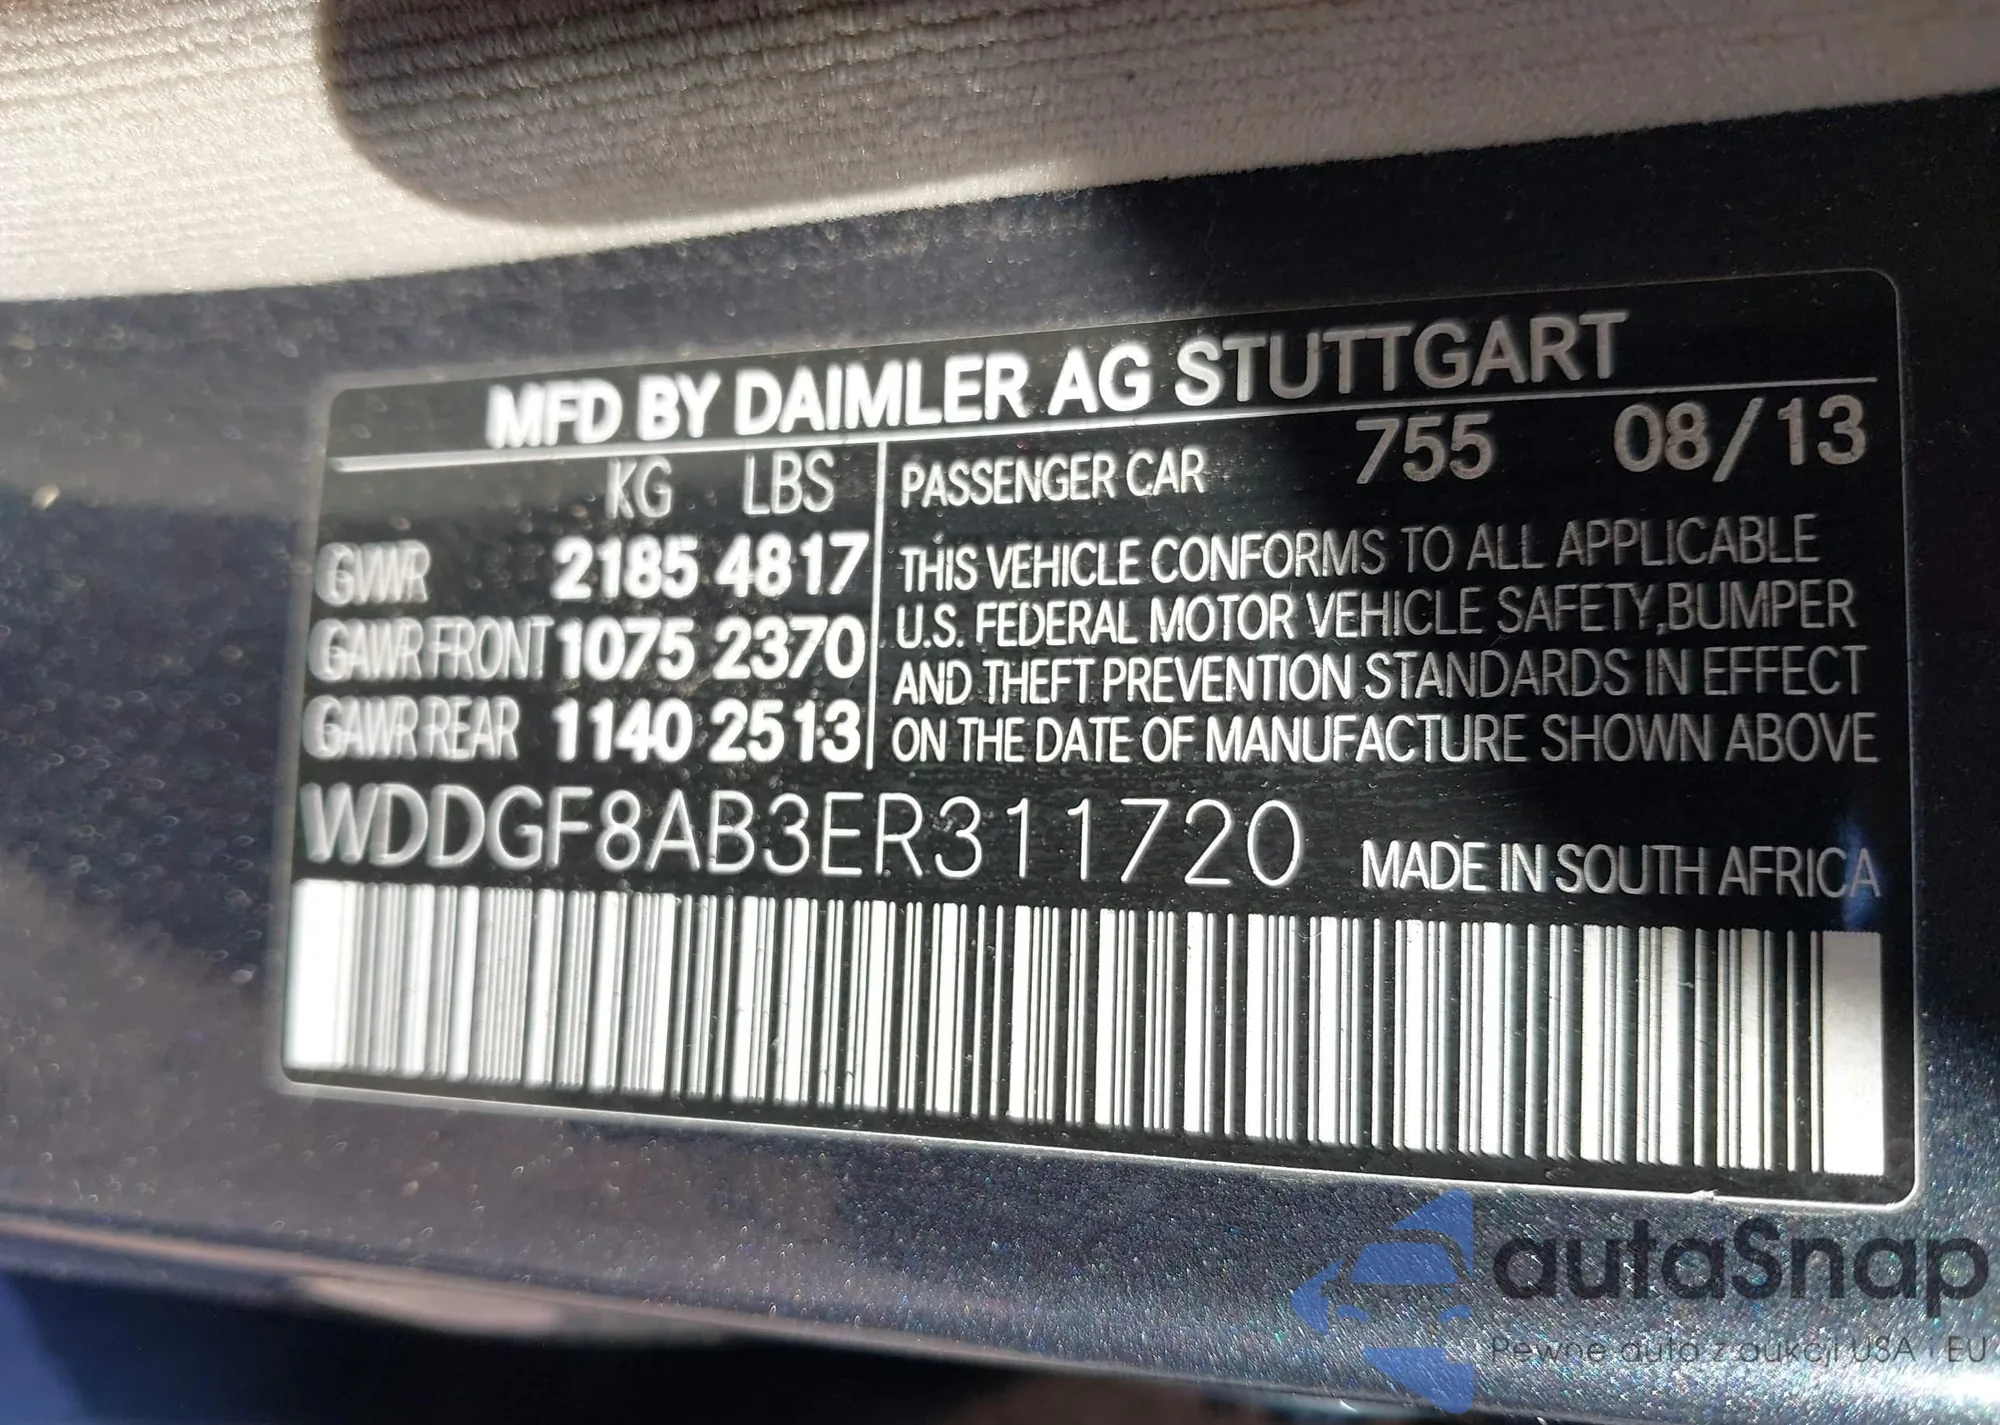 MFD BY DAIMLER AG STUTTGART
KG LBS
GVWR 2185 4817
GAWR FRONT 1075 2370
GAWR REAR 1140 2513
PASSENGER CAR 755 08/13
THIS VEHICLE CONFORMS TO ALL APPLICABLE
U.S. FEDERAL MOTOR VEHICLE SAFETY,BUMPER
AND THEFT PREVENTION STANDARDS IN EFFECT
ON THE DATE OF MANUFACTURE SHOWN ABOVE
WDDGF8AB3ER311720 MADE IN SOUTH AFRICA
autaSnap
Pewne auta z aukcji USA i EU